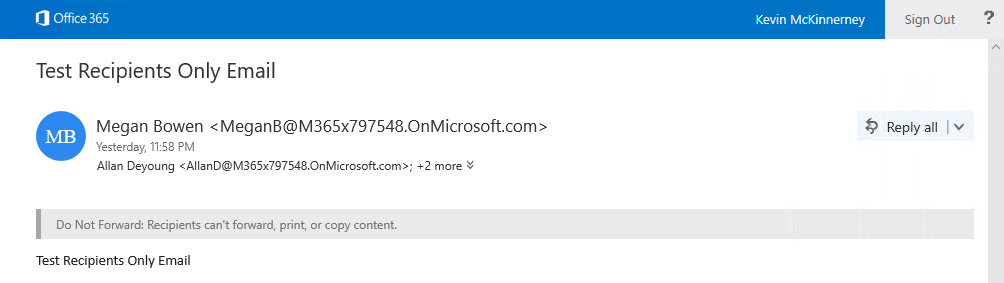 Office 365 Kevin McKinnerney Sign Out ?
Test Recipients Only Email
MB
Megan Bowen <MeganB@M365x797548.OnMicrosoft.com>
Reply all
Yesterday, 11:58 PM
Allan Deyoung <AllanD@M365x797548.OnMicrosoft.com>; +2 more
Do Not Forward: Recipients can't forward, print, or copy content.
Test Recipients Only Email